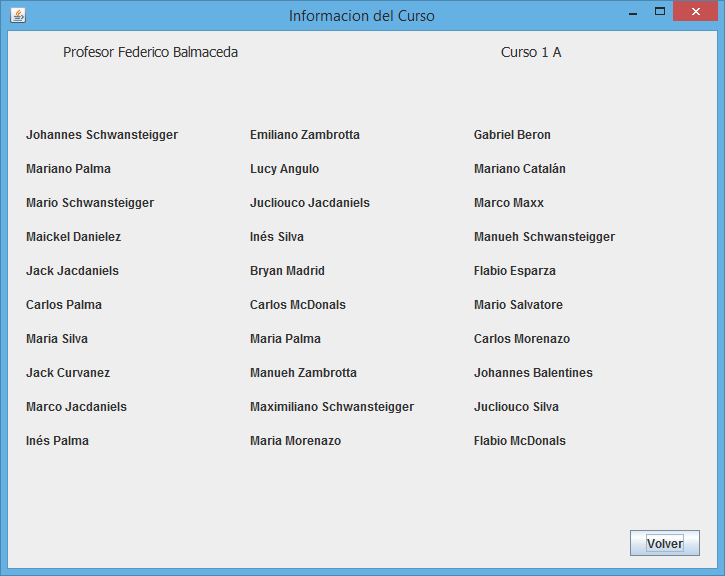 Informacion del Curso
Profesor Federico Balmaceda Curso 1 A
Johannes Schwansteigger Emiliano Zambrotta Gabriel Beron
Mariano Palma Lucy Angulo Mariano Catalán
Mario Schwansteigger Jucliouco Jacdaniels Marco Maxx
Maickel Danielez Inés Silva Manueh Schwansteigger
Jack Jacdaniels Bryan Madrid Flabio Esparza
Carlos Palma Carlos McDonals Mario Salvatore
Maria Silva Maria Palma Carlos Morenazo
Jack Curvanez Manueh Zambrotta Johannes Balentines
Marco Jacdaniels Maximiliano Schwansteigger Jucliouco Silva
Inés Palma Maria Morenazo Flabio McDonals
Volver